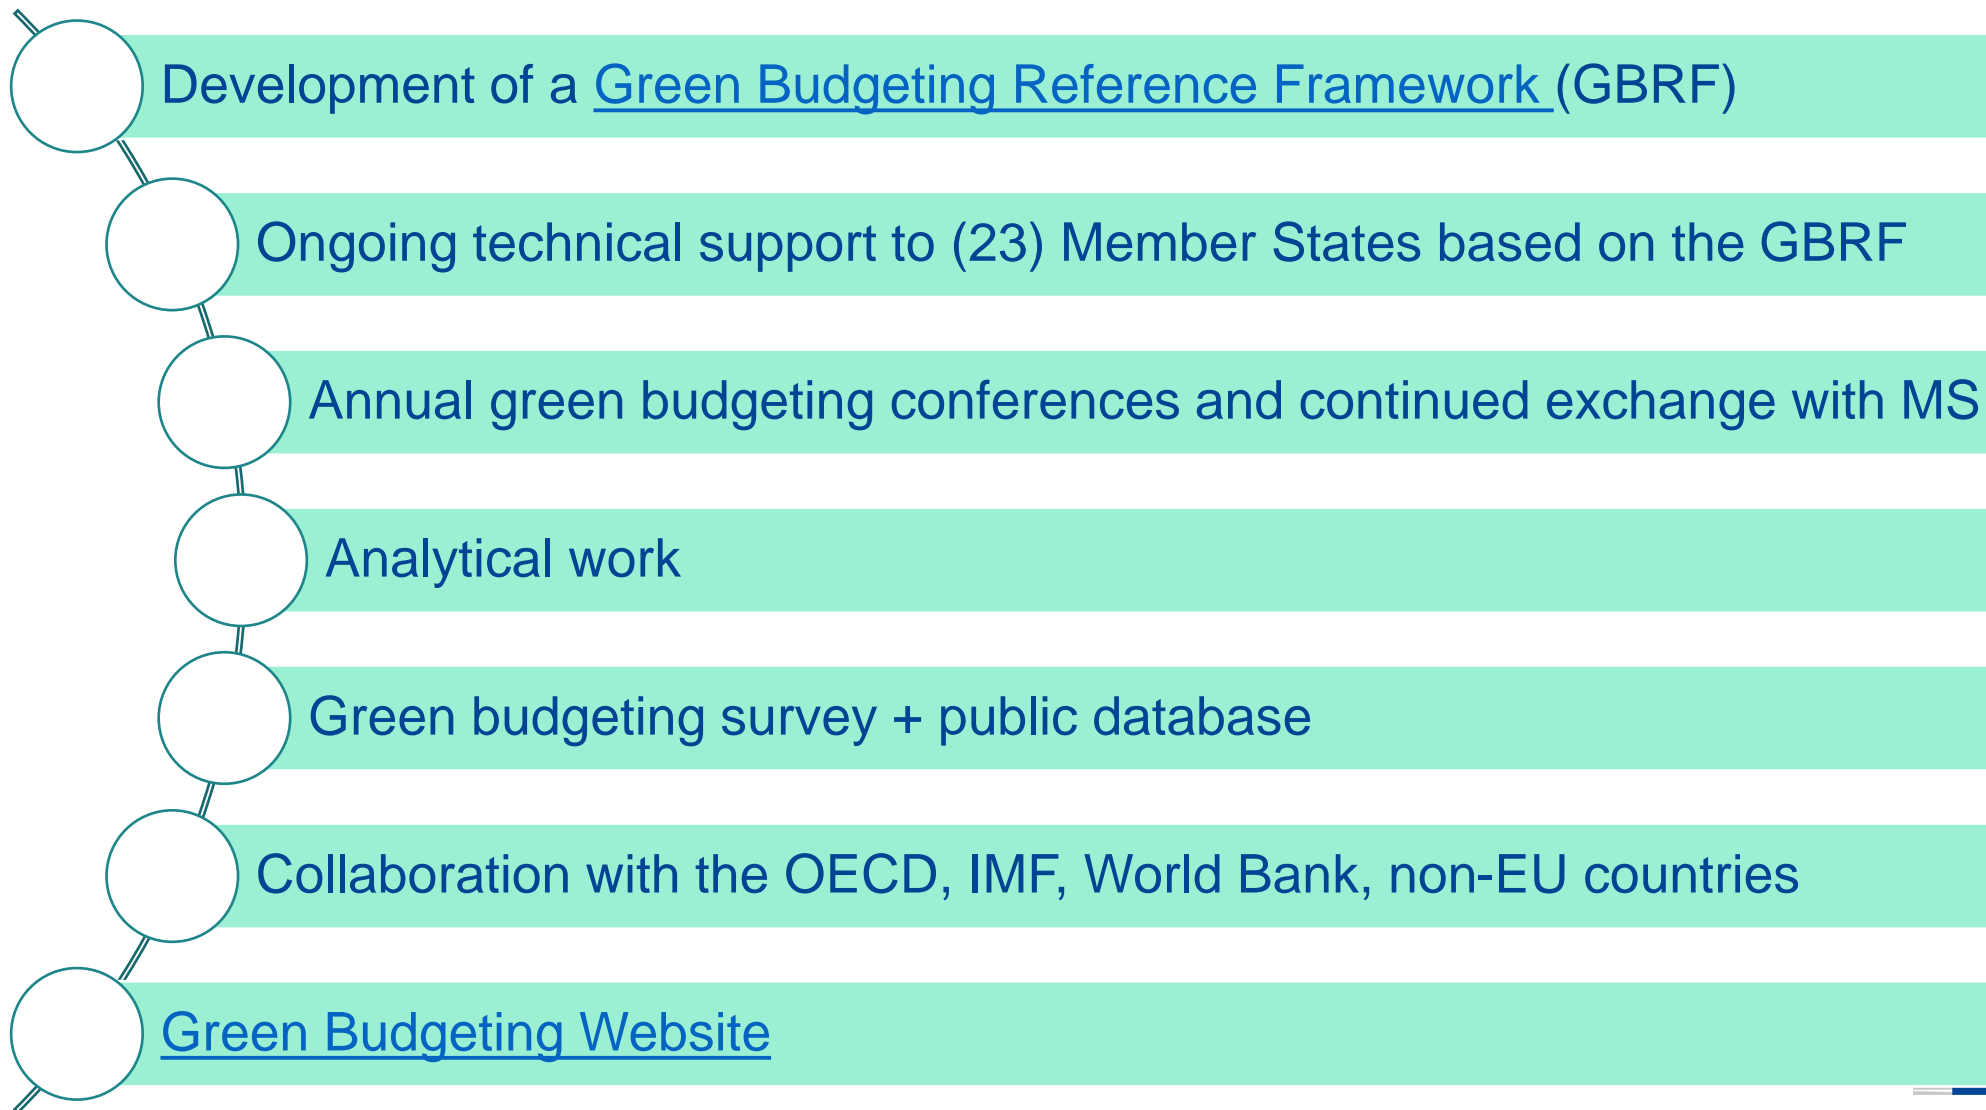 Development of a Green Budgeting Reference Framework (GBRF)
Ongoing technical support to (23) Member States based on the GBRF
Annual green budgeting conferences and continued exchange with MS
Analytical work
Green budgeting survey + public database
Collaboration with the OECD, IMF, World Bank, non-EU countries
Green Budgeting Website